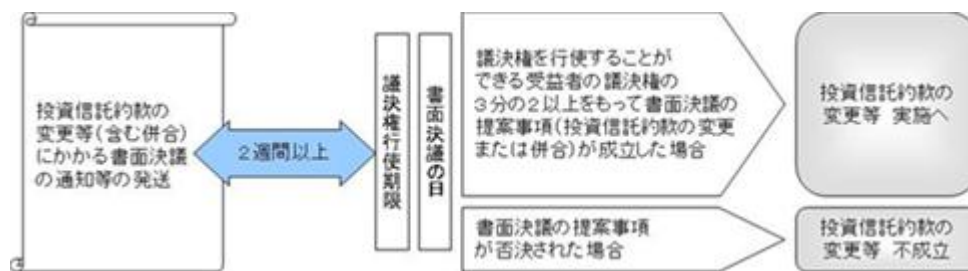 投資信託約款の
変更等(含む併合)
にかかる書面決議
の通知等の発送
2週間以上
議決権行使期限
書面決議の日
議決権を行使することが
できる受益者の議決権の
3分の2以上をもって書面決議の
提案事項(投資信託約款の変更
または併合)が成立した場合
投資信託約款の
変更等 実施へ
書面決議の提案事項
が否決された場合
投資信託約款の
変更等 不成立